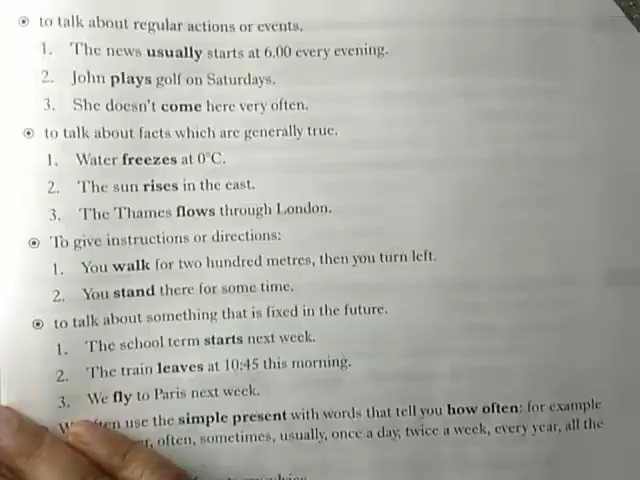 to talk about regular actions or events.
1. The news usually starts at 6.00 every evening.
2. John plays golf on Saturdays.
3. She doesn't come here very often.
to talk about facts which are generally true.
1. Water freezes at 0°C.
2. The sun rises in the east.
3. The Thames flows through London.
To give instructions or directions:
1. You walk for two hundred metres, then you turn left.
2. You stand there for some time.
to talk about something that is fixed in the future.
1. The school term starts next week.
2. The train leaves at 10:45 this morning.
3. We fly to Paris next week.
use the simple present with words that tell you how often: for example
often, sometimes, usually, once a day, twice a week, every year, all the